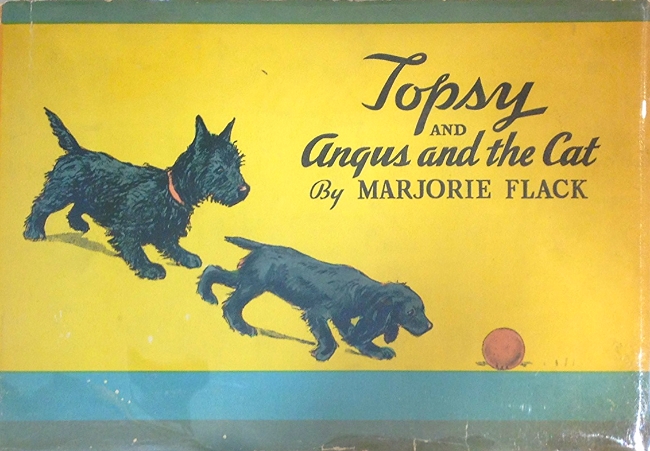 Topsy
AND
Angus and the Cat
By MARJORIE FLACK